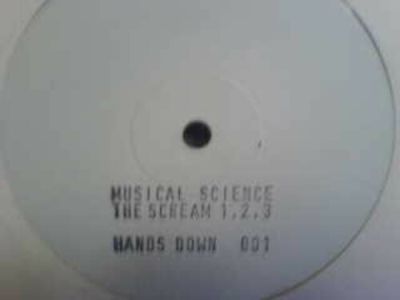 MUSICAL SCIENCE
THE SCREAM 1.2.3
HANDS DOWN 001